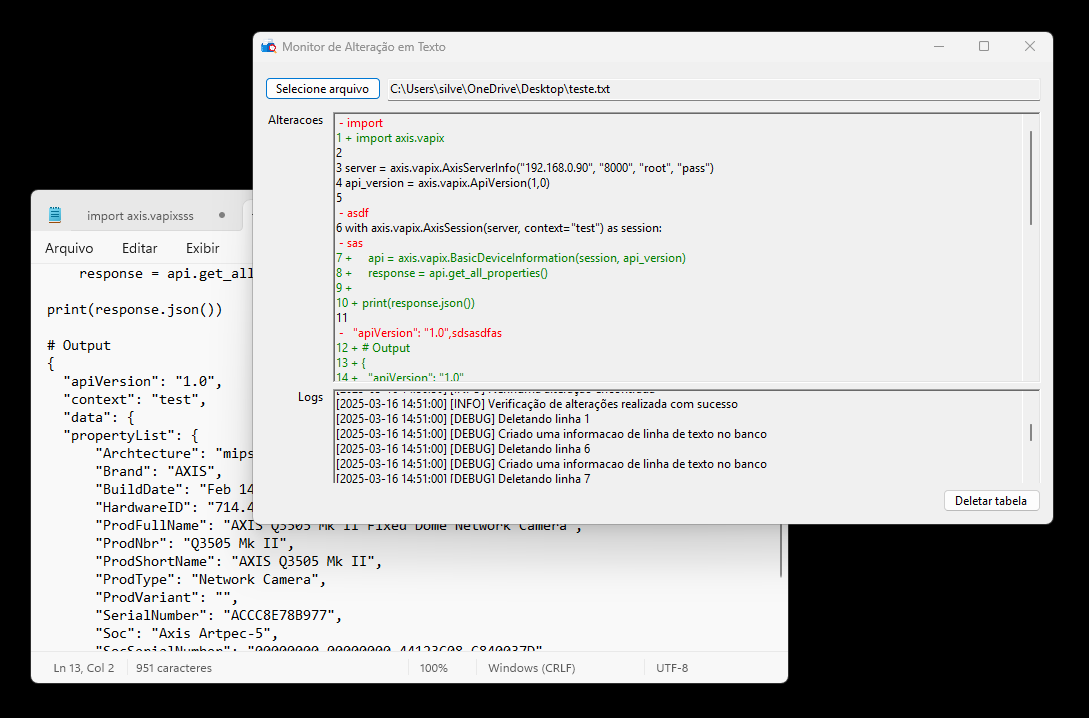 Monitor de Alteração em Texto
Selecione arquivo
C:\Users\silve\OneDrive\Desktop\teste.txt
Alteracoes
- import
1 + import axis.vapix
2
3 server = axis.vapix.AxisServerInfo("192.168.0.90", "8000", "root", "pass")
4 api_version = axis.vapix.ApiVersion(1,0)
5
- asdf
6 with axis.vapix.AxisSession(server, context="test") as session:
- sas
7 +     api = axis.vapix.BasicDeviceInformation(session, api_version)
8 +     response = api.get_all_properties()
9 +
10 + print(response.json())
11
-   "apiVersion": "1.0",sdsasdfas
12 + # Output
13 + {
14 +   "apiVersion": "1.0"
Logs
[2025-03-16 14:51:00] [INFO] Verificação de alterações realizada com sucesso
[2025-03-16 14:51:00] [DEBUG] Deletando linha 1
[2025-03-16 14:51:00] [DEBUG] Criado uma informacao de linha de texto no banco
[2025-03-16 14:51:00] [DEBUG] Deletando linha 6
[2025-03-16 14:51:00] [DEBUG] Criado uma informacao de linha de texto no banco
[2025-03-16 14:51:00] [DEBUG] Deletando linha 7
Deletar tabela
import axis.vapixsss
Arquivo Editar Exibir
response = api.get_all
print(response.json())
# Output
{
"apiVersion": "1.0",
"context": "test",
"data": {
"propertyList": {
"Archtecture": "mips
"Brand": "AXIS",
"BuildDate": "Feb 14
"HardwareID": "714.4
"ProdFullName": "AXIS Q3505 Mk II Fixed Dome Network Camera",
"ProdNbr": "Q3505 Mk II",
"ProdShortName": "AXIS Q3505 Mk II",
"ProdType": "Network Camera",
"ProdVariant": "",
"SerialNumber": "ACCC8E78B977",
"Soc": "Axis Artpec-5",
Ln 13, Col 2 951 caracteres 100% Windows (CRLF) UTF-8